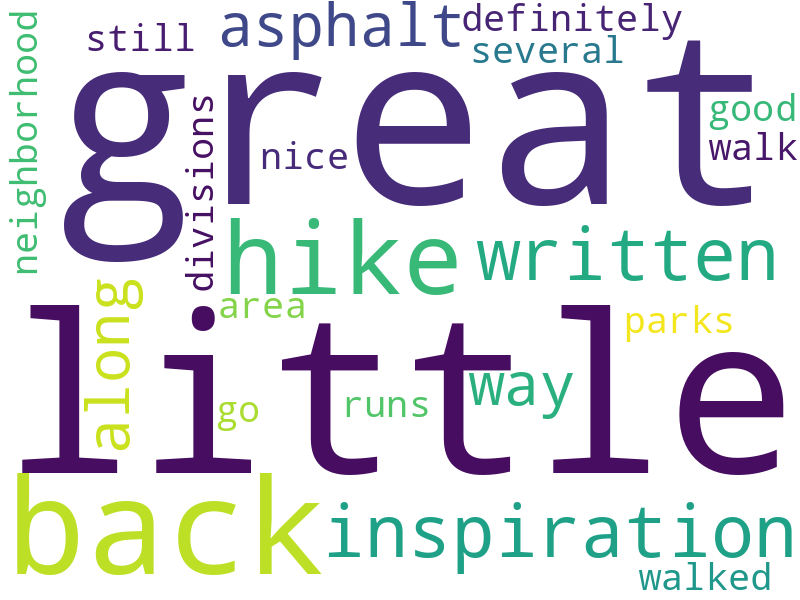 still
asphalt
definitely
several
neighborhood
great
good
walk
nice
divisions
hike
written
along
area
little
parks
way
go
runs
back
inspiration
walked